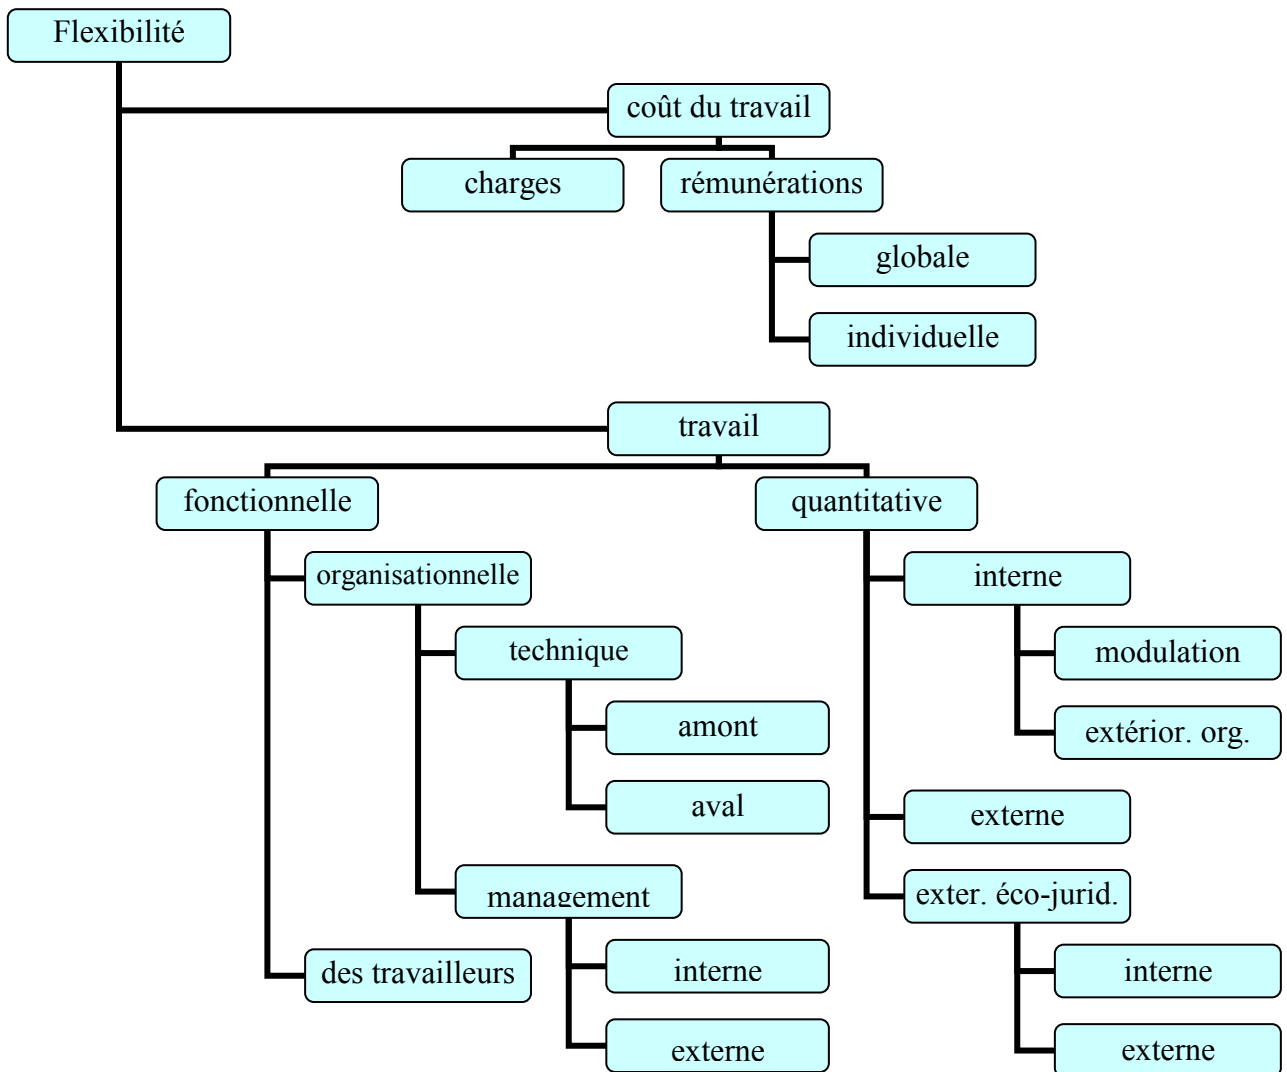 Flexibilité
coût du travail
charges
rémunérations
globale
individuelle
travail
fonctionnelle
quantitative
organisationnelle
interne
technique
modulation
amont
extérior. org.
aval
externe
management
exter. éco-jurid.
des travailleurs
interne
interne
externe
externe